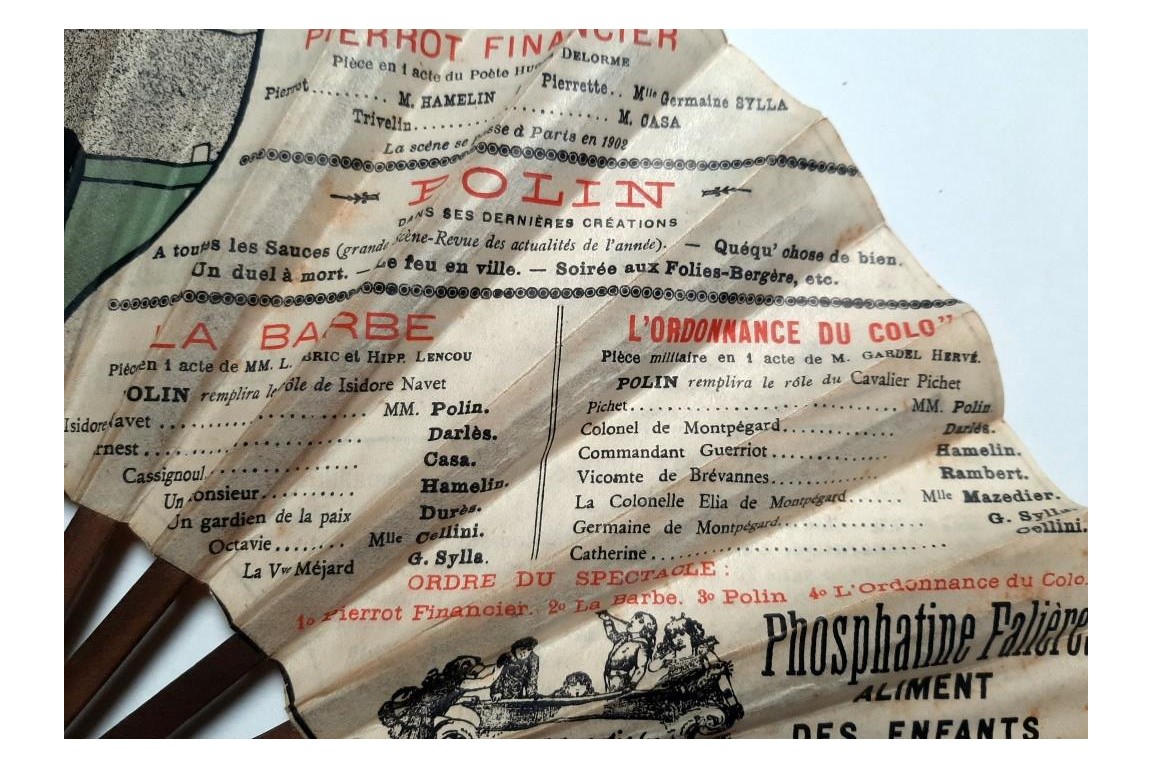 PIERROT FINANCIER
Pièce en 1 acte du Poète DELORME
Pierrot......... M. HAMELIN Pierrette.. Mlle Germaine SYLLA
Trivelin........................... M. CASA
La scène se passe à Paris en 1902
POLIN
DANS SES DERNIÈRES CRÉATIONS
A toutes les Sauces (grande Scène-Revue des actualités de l'année). — Quéqu' chose de bien.
Un duel à mort. — Le feu en ville. — Soirée aux Folies-Bergère, etc.
LA BARBE
Pièce en 1 acte de MM. L. BRIC et HIPP. LENCOU
OLIN remplira le rôle de Isidore Navet
Isidore Navet .................. MM. Polin.
rnest.................. Darlès.
Cassignoul.................. Casa.
Un onsieur............ Hamelin.
Un gardien de la paix Durès.
Octavie........ Mlle Cellini.
La Vve Méjard G. Sylla.
L'ORDONNANCE DU COLO"
Pièce militaire en 1 acte de M. GARDEL HERVÉ.
POLIN remplira le rôle du Cavalier Pichet
Pichet.................................... MM. Polin
Colonel de Montpégard............ Darlès.
Commandant Guerriot............ Hamelin.
Vicomte de Brévannes............ Rambert.
La Colonelle Elia de Montpégard...... Mlle Mazedier.
Germaine de Montpégard.................. G. Sylla
Catherine.................................... Cellini.
ORDRE DU SPECTACLE :
1o Pierrot Financier. 2o La Barbe. 3o Polin 4o L'Ordonnance du Colo.
Phosphatine Falières
ALIMENT
DES ENFANTS